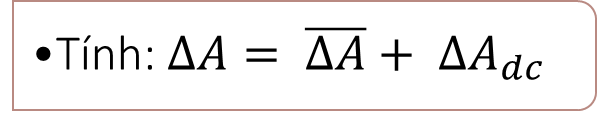 •Tính: ΔA = \overline{ΔA} + ΔA_{dc}